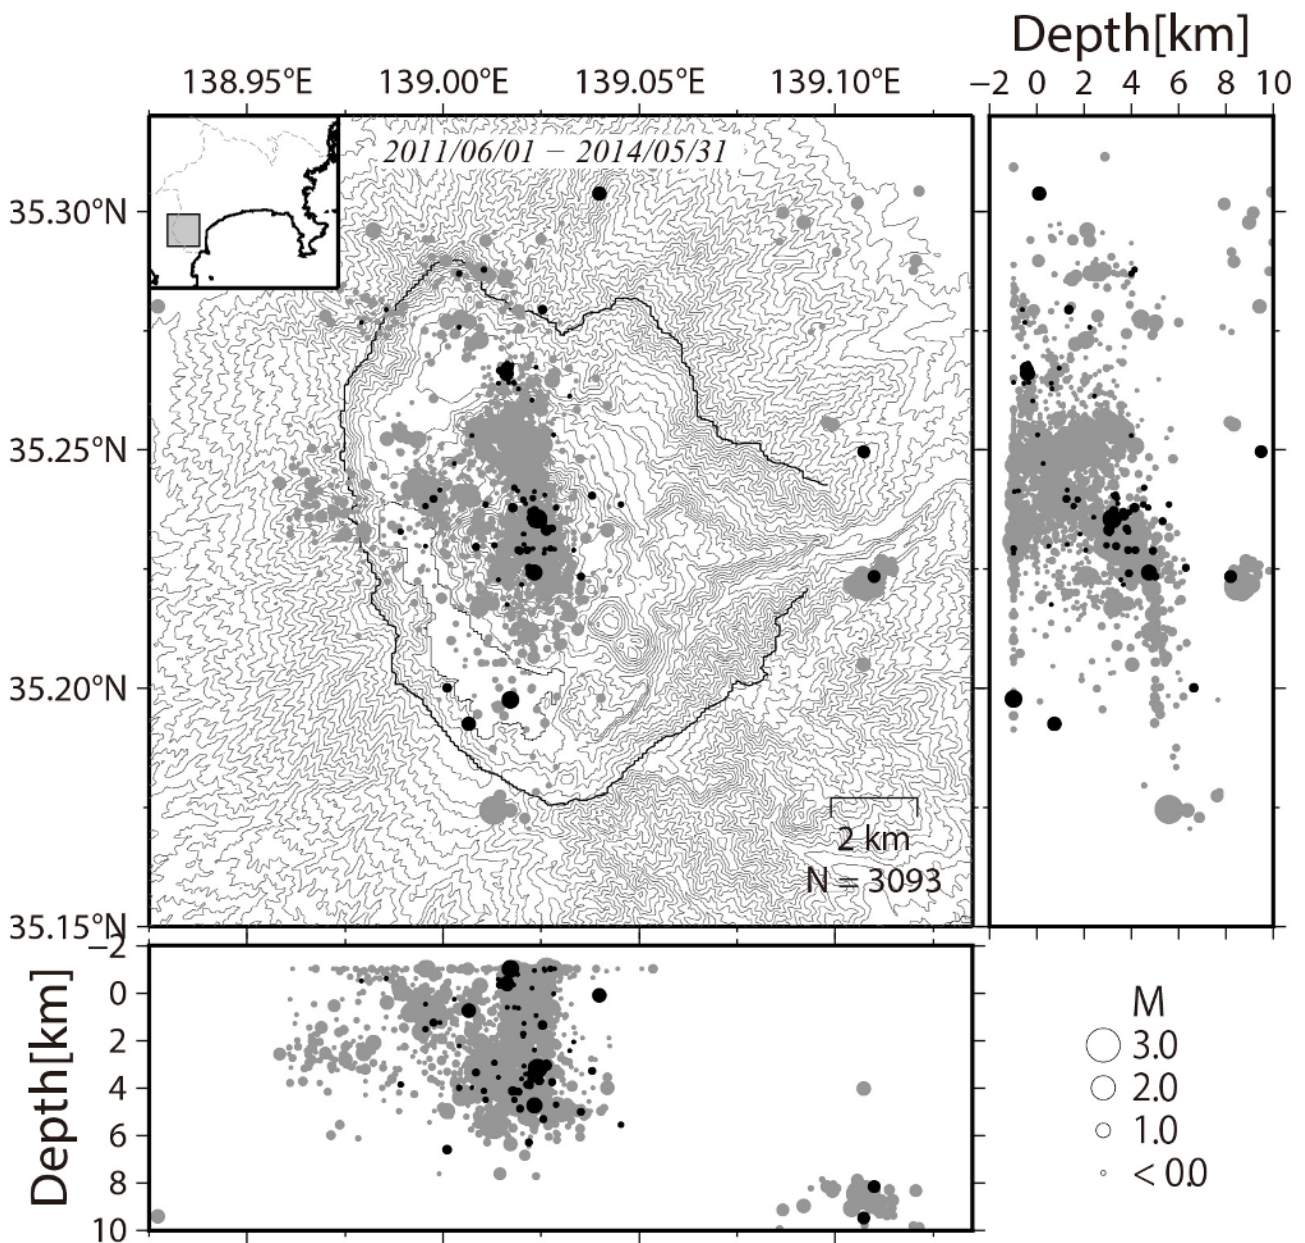 Depth[km]
138.95°E 139.00°E 139.05°E 139.10°E −2 0 2 4 6 8 10
2011/06/01 − 2014/05/31
35.30°N
35.25°N
35.20°N
2 km
N = 3093
35.15°N
−2
0
2
4
6
8
10
Depth[km]
M
3.0
2.0
1.0
< 0.0